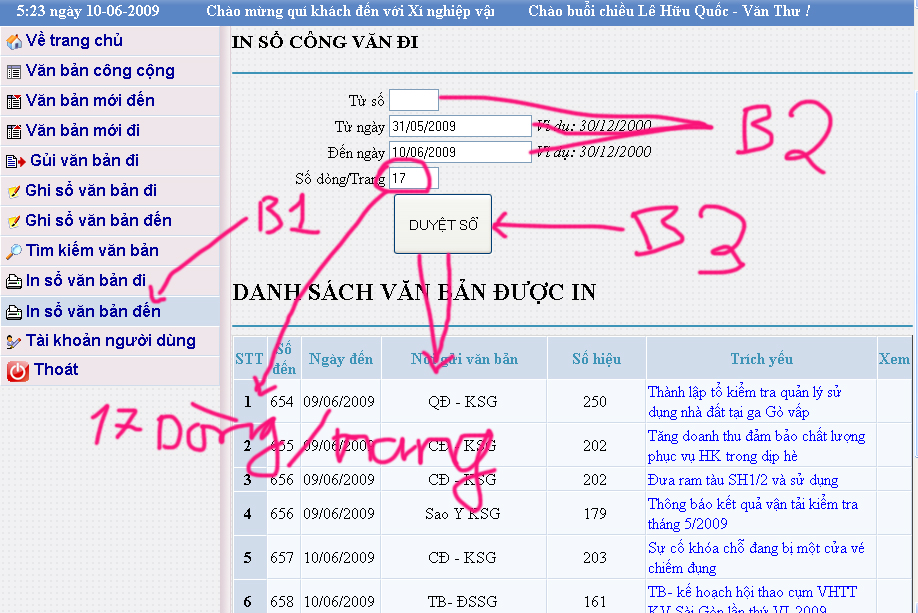 5:23 ngày 10-06-2009 Chào mừng quí khách đến với Xí nghiệp vậ Chào buổi chiều Lê Hữu Quốc - Văn Thư !
Về trang chủ
Văn bản công cộng
Văn bản mới đến
Văn bản mới đi
Gủi văn bản đi
Ghi sổ văn bản đi
Ghi sổ văn bản đến
Tìm kiếm văn bản
In sổ văn bản đi
In sổ văn bản đến
Tài khoản người dùng
Thoát
IN SỔ CÔNG VĂN ĐI
Từ số
Từ ngày 31/05/2009 Ví dụ: 30/12/2000
Đến ngày 10/06/2009 Ví dụ: 30/12/2000
Số dòng/Trang 17
DUYỆT SỔ
B1
B2
B3
DANH SÁCH VĂN BẢN ĐƯỢC IN
STT Số đến Ngày đến Nơi gửi văn bản Số hiệu Trích yếu Xem
1 654 09/06/2009 QĐ - KSG 250 Thành lập tổ kiểm tra quản lý sử
dụng nhà đất tại ga Gò vấp
2 655 09/06/2009 CĐ - KSG 202 Tăng doanh thu đảm bảo chất lượng
phục vụ HK trong dịp hè
3 656 09/06/2009 CĐ - KSG 202 Đưa ram tàu SH1/2 và sử dụng
4 656 09/06/2009 Sao Y KSG 179 Thông báo kết quả vận tải kiểm tra
tháng 5/2009
5 657 10/06/2009 CĐ - KSG 203 Sự cố khóa chỗ đang bị một cửa vé
chiếm đụng
6 658 10/06/2009 TB- ĐSSG 161 TB- kế hoạch hội thao cụm VHTT
KV Sài Gòn lần thứ VI-2009
17 Dòng/trang